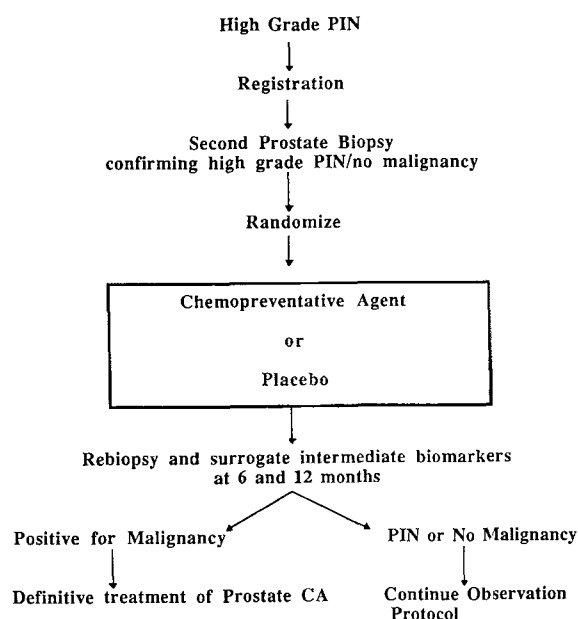 High Grade PIN
Registration
Second Prostate Biopsy
confirming high grade PIN/no malignancy
Randomize
Chemopreventative Agent
or
Placebo
Rebiopsy and surrogate intermediate biomarkers
at 6 and 12 months
Positive for Malignancy
PIN or No Malignancy
Definitive treatment of Prostate CA
Continue Observation
Protocol